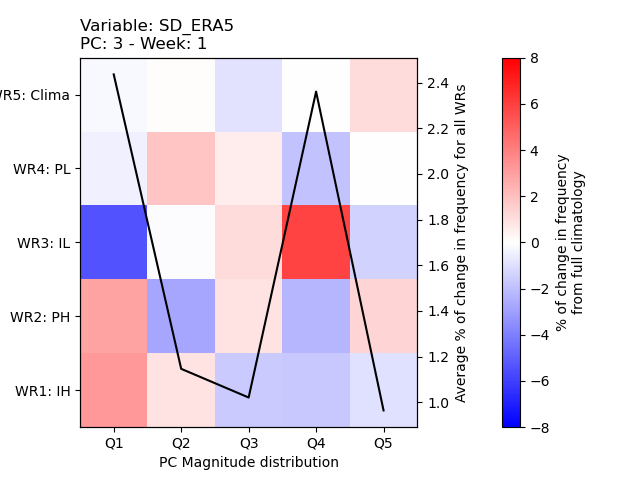 Variable: SD_ERA5
PC: 3 - Week: 1
WR5: Clima
WR4: PL
WR3: IL
WR2: PH
WR1: IH
Q1 Q2 Q3 Q4 Q5
PC Magnitude distribution
2.4
2.2
2.0
1.8
1.6
1.4
1.2
1.0
Average % of change in frequency for all WRs
8
6
4
2
0
−2
−4
−6
−8
% of change in frequency
from full climatology